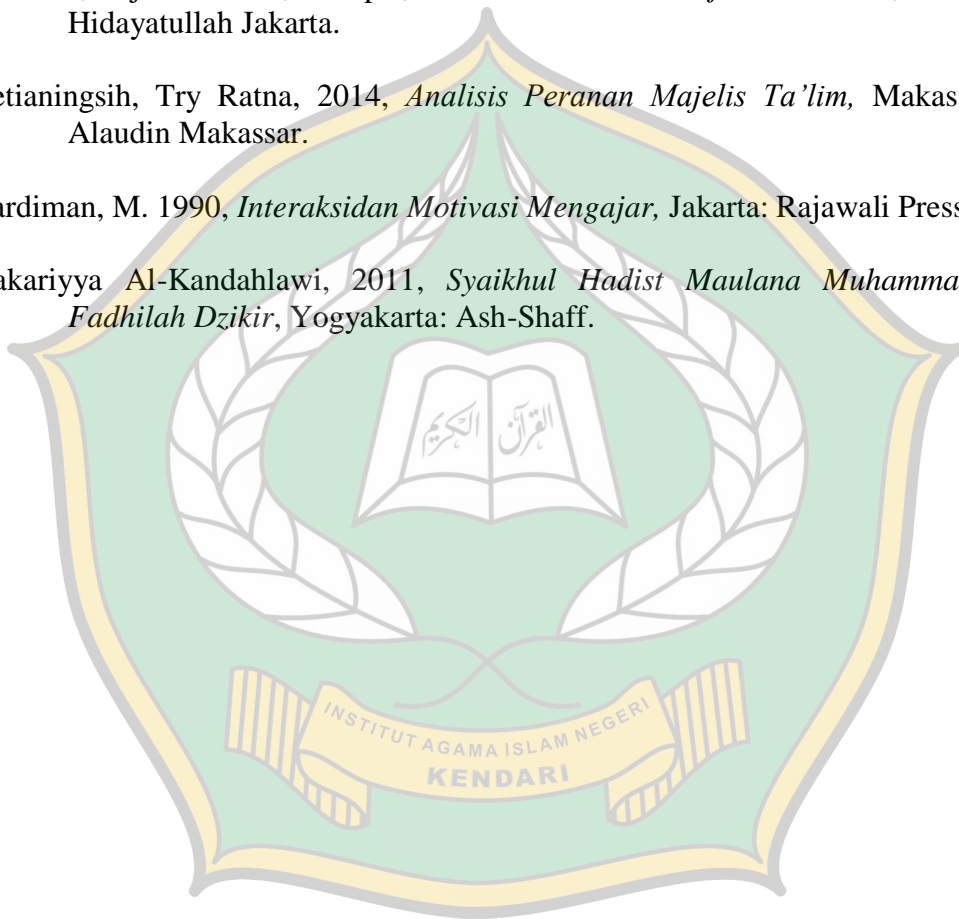 Hidayatullah Jakarta.
etianingsih, Try Ratna, 2014, Analisis Peranan Majelis Ta’lim, Makas
Alaudin Makassar.
ardiman, M. 1990, Interaksidan Motivasi Mengajar, Jakarta: Rajawali Press
akariyya Al-Kandahlawi, 2011, Syaikhul Hadist Maulana Muhamma
Fadhilah Dzikir, Yogyakarta: Ash-Shaff.
القرآن الكريم
INSTITUT AGAMA ISLAM NEGERI
KENDARI